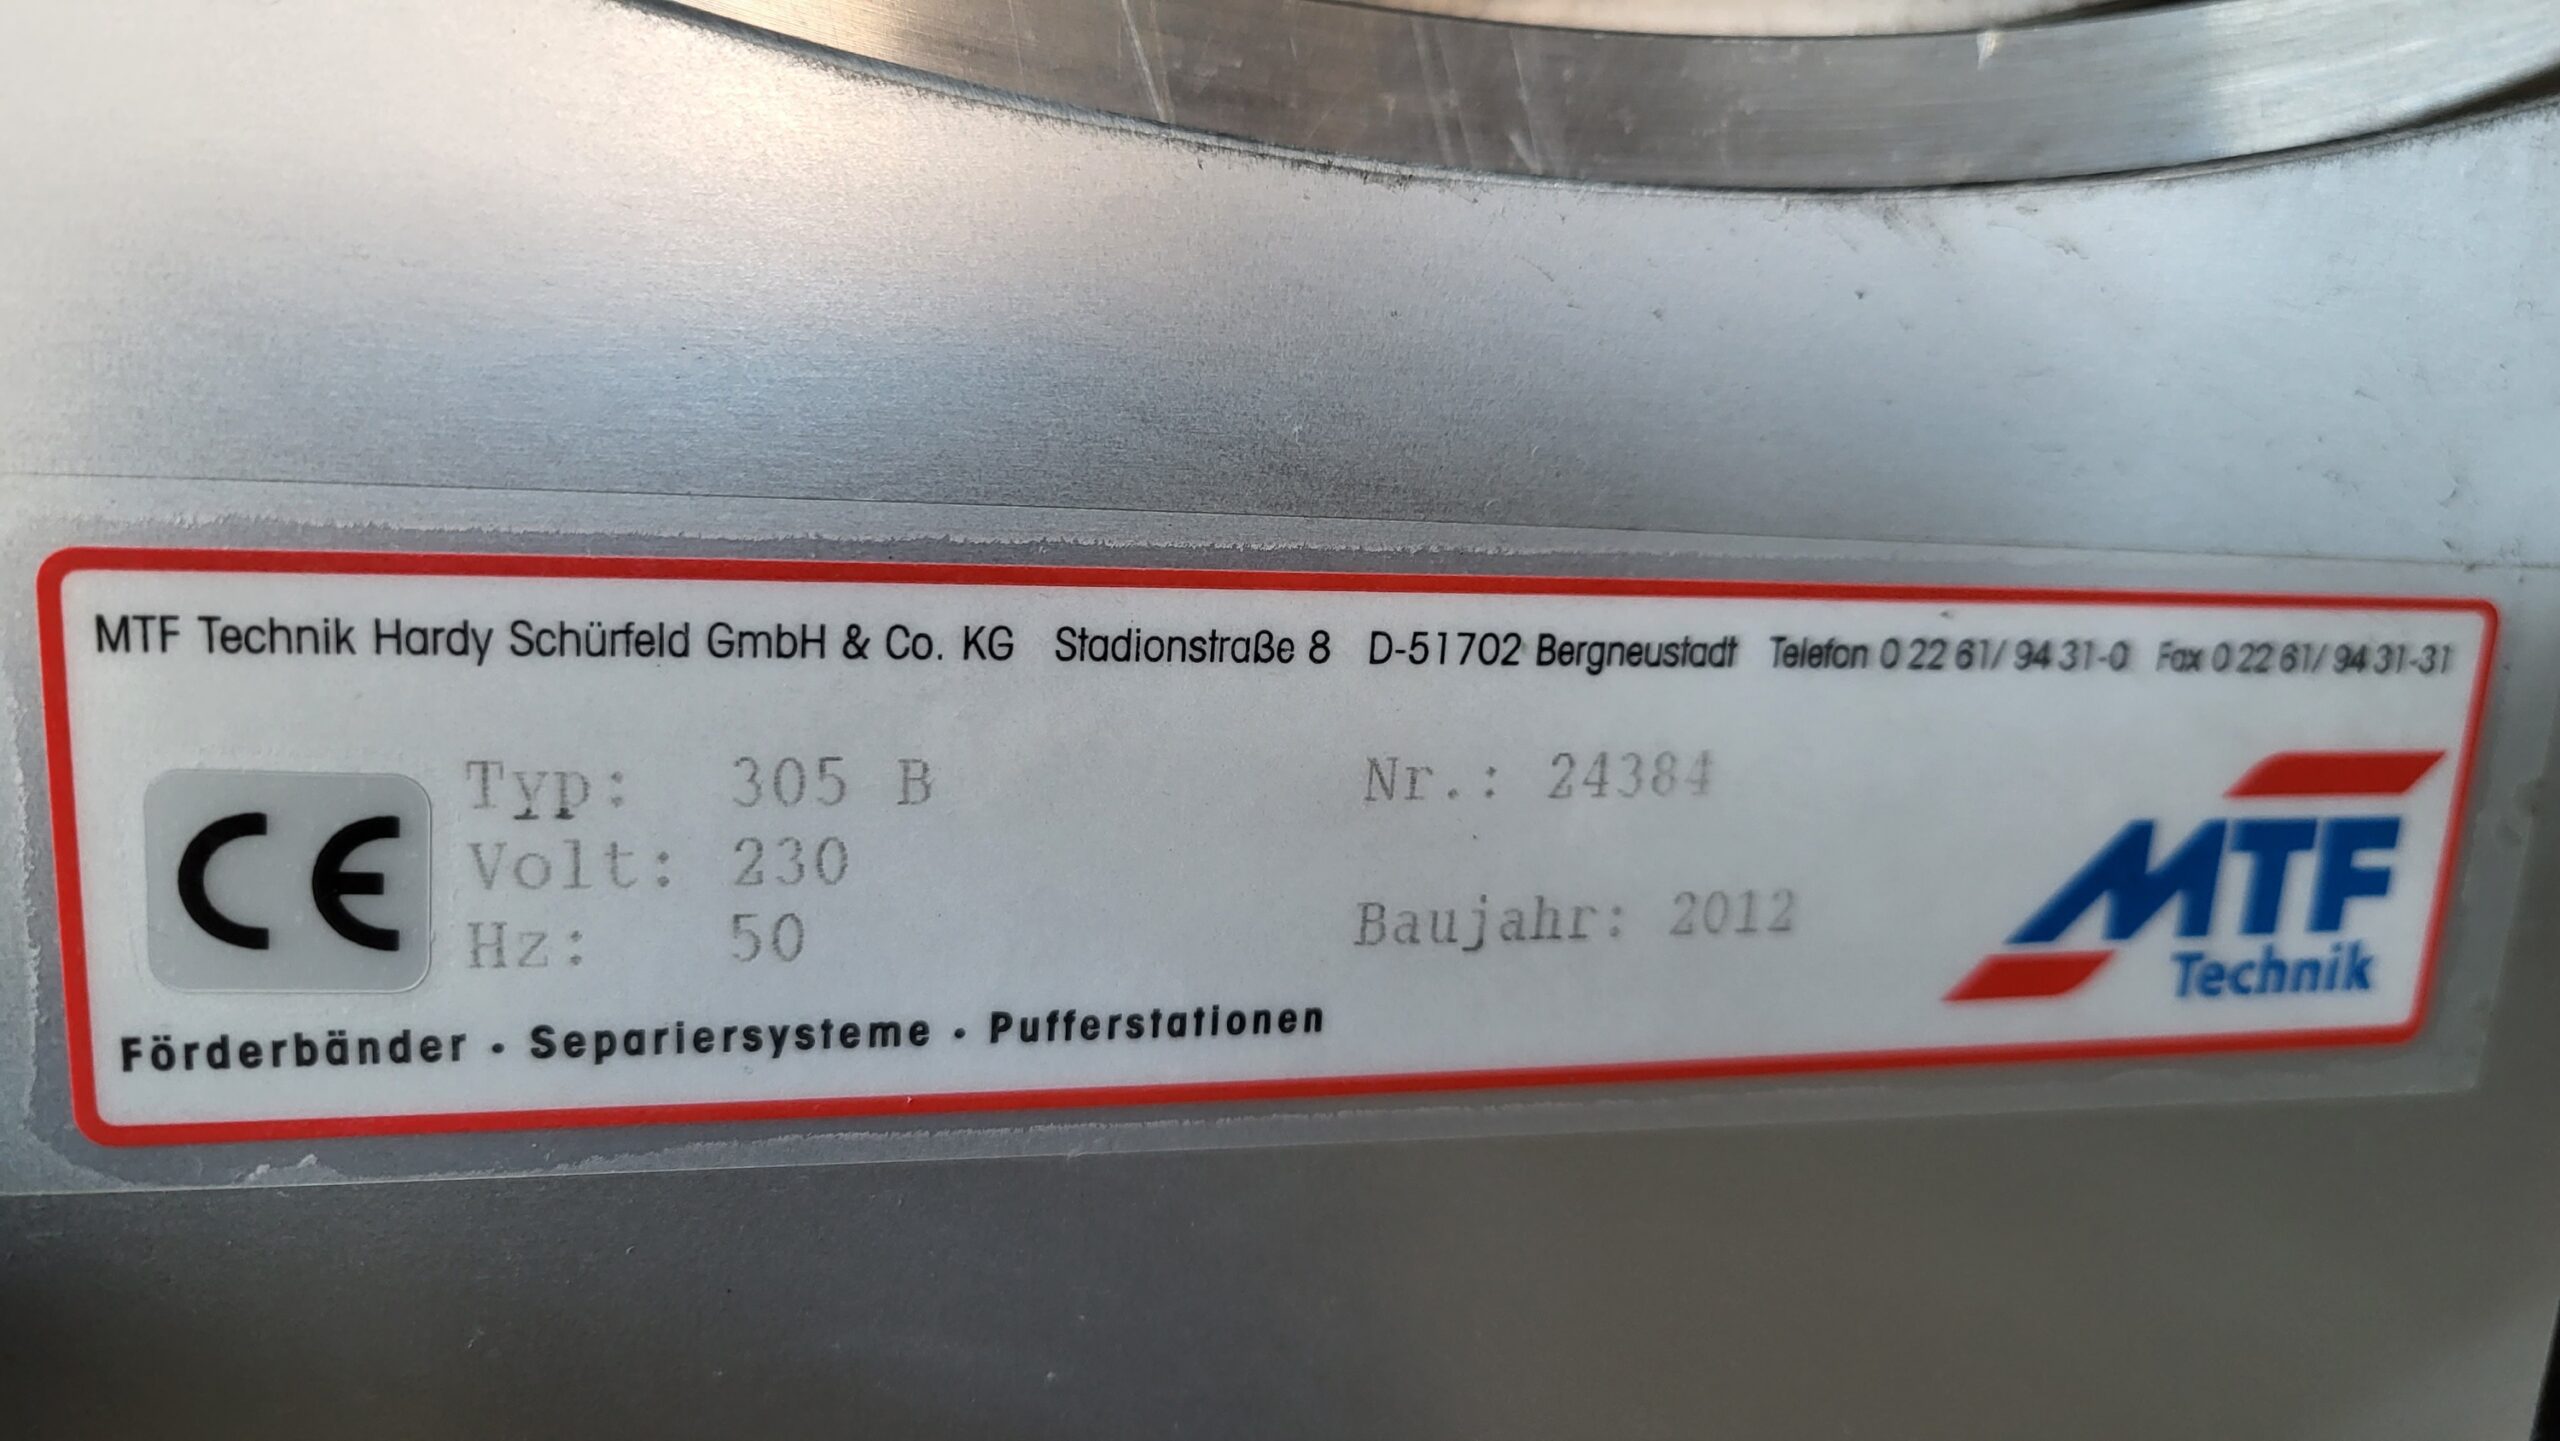 MTF Technik Hardy Schürfeld GmbH & Co. KG Stadionstraße 8 D-51702 Bergneustadt Telefon 0 22 61/ 94 31-0 Fax 0 22 61/ 94 31-31
CE
Typ: 305 B
Nr.: 24384
Volt: 230
Hz: 50
Baujahr: 2012
MTF
Technik
Förderbänder • Separiersysteme • Pufferstationen